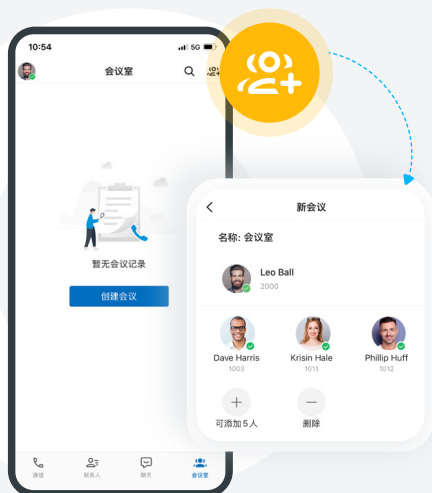 10:54
5G
会议室
暂无会议记录
创建会议
通话
联系人
聊天
会议室
新会议
名称: 会议室
Leo Ball
2000
Dave Harris
1003
Krisin Hale
1011
Phillip Huff
1012
可添加5人
删除